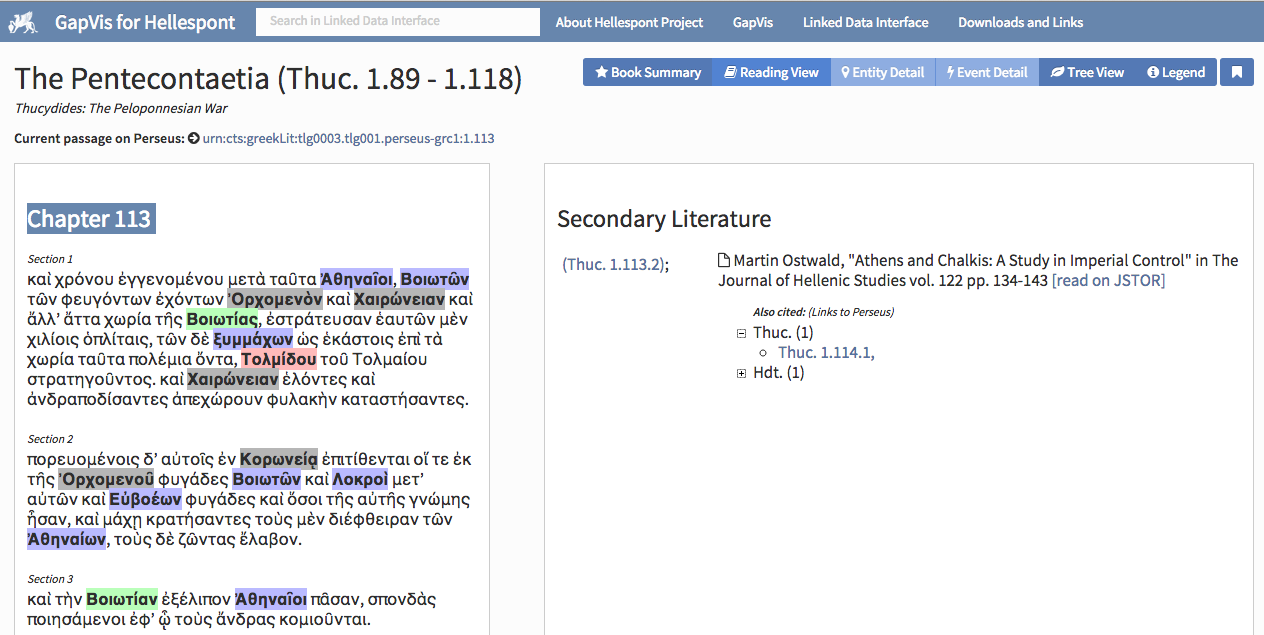 GapVis for Hellespont
Search in Linked Data Interface
About Hellespont Project
GapVis
Linked Data Interface
Downloads and Links
The Pentecontaetia (Thuc. 1.89 - 1.118)
Book Summary
Reading View
Entity Detail
Event Detail
Tree View
Legend
Thucydides: The Peloponnesian War
Current passage on Perseus: urn:cts:greekLit:tlg0003.tlg001.perseus-grc1:1.113
Chapter 113
Section 1
καὶ χρόνου ἐγγενομένου μετὰ ταῦτα Ἀθηναῖοι, Βοιωτῶν
τῶν φευγόντων ἐχόντων Ὀρχομενὸν καὶ Χαιρώνειαν καὶ
ἄλλ’ ἄττα χωρία τῆς Βοιωτίας, ἐστράτευσαν ἑαυτῶν μὲν
χιλίοις ὁπλίταις, τῶν δὲ ξυμμάχων ὡς ἑκάστοις ἐπὶ τὰ
χωρία ταῦτα πολέμια ὄντα, Τολμίδου τοῦ Τολμαίου
στρατηγοῦντος. καὶ Χαιρώνειαν ἑλόντες καὶ
ἀνδραποδίσαντες ἀπεχώρουν φυλακὴν καταστήσαντες.
Section 2
πορευομένοις δ’ αὐτοῖς ἐν Κορωνείᾳ ἐπιτίθενται οἵ τε ἐκ
τῆς Ὀρχομενοῦ φυγάδες Βοιωτῶν καὶ Λοκροὶ μετ’
αὐτῶν καὶ Εὐβοέων φυγάδες καὶ ὅσοι τῆς αὐτῆς γνώμης
ἦσαν, καὶ μάχῃ κρατήσαντες τοὺς μὲν διέφθειραν τῶν
Ἀθηναίων, τοὺς δὲ ζῶντας ἔλαβον.
Section 3
καὶ τὴν Βοιωτίαν ἐξέλιπον Ἀθηναῖοι πᾶσαν, σπονδὰς
ποιησάμενοι ἐφ’ ᾧ τοὺς ἄνδρας κομιοῦνται.
Secondary Literature
(Thuc. 1.113.2);
Martin Ostwald, "Athens and Chalkis: A Study in Imperial Control" in The
Journal of Hellenic Studies vol. 122 pp. 134-143 [read on JSTOR]
Also cited: (Links to Perseus)
Thuc. (1)
Thuc. 1.114.1,
Hdt. (1)